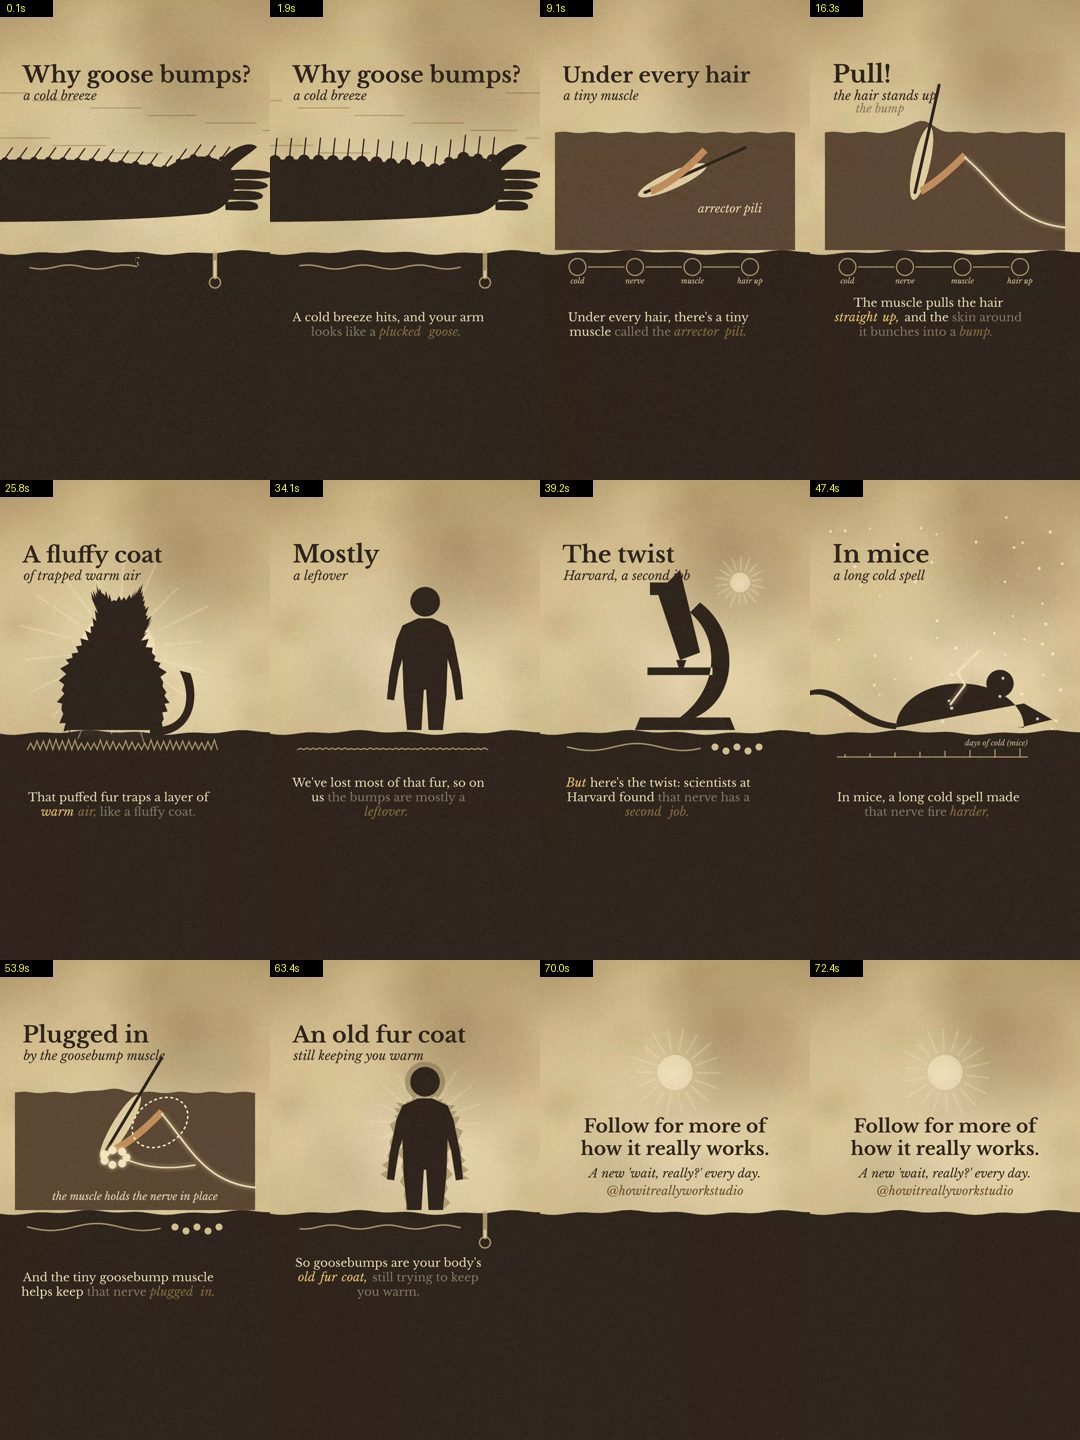 0.1s
Why goose bumps?
a cold breeze
1.9s
Why goose bumps?
a cold breeze
A cold breeze hits, and your arm
looks like a plucked goose.
9.1s
Under every hair
a tiny muscle
arrector pili
cold nerve muscle hair up
Under every hair, there's a tiny
muscle called the arrector pili.
16.3s
Pull!
the hair stands up
the bump
cold nerve muscle hair up
The muscle pulls the hair
straight up, and the skin around
it bunches into a bump.
25.8s
A fluffy coat
of trapped warm air
That puffed fur traps a layer of
warm air, like a fluffy coat.
34.1s
Mostly
a leftover
We've lost most of that fur, so on
us the bumps are mostly a
leftover.
39.2s
The twist
Harvard, a second job
But here's the twist: scientists at
Harvard found that nerve has a
second job.
47.4s
In mice
a long cold spell
days of cold (mice)
In mice, a long cold spell made
that nerve fire harder,
53.9s
Plugged in
by the goosebump muscle
the muscle holds the nerve in place
And the tiny goosebump muscle
helps keep that nerve plugged in.
63.4s
An old fur coat
still keeping you warm
So goosebumps are your body's
old fur coat, still trying to keep
you warm.
70.0s
Follow for more of
how it really works.
A new 'wait, really?' every day.
@howitreallyworkstudio
72.4s
Follow for more of
how it really works.
A new 'wait, really?' every day.
@howitreallyworkstudio